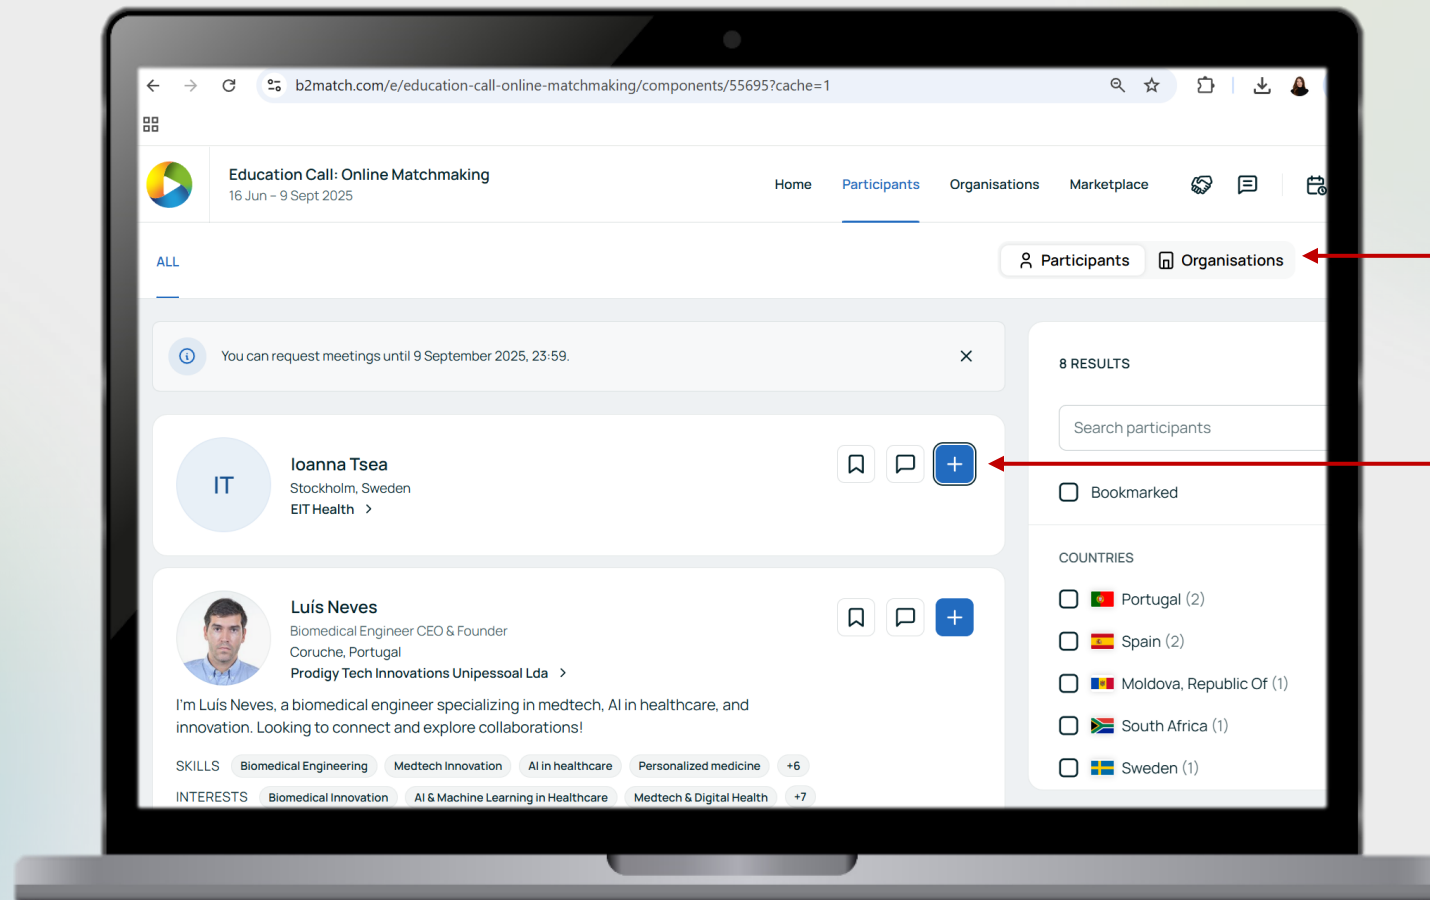 b2match.com/e/education-call-online-matchmaking/components/55695?cache=1
Education Call: Online Matchmaking
16 Jun – 9 Sept 2025
Home
Participants
Organisations
Marketplace
ALL
Participants
Organisations
You can request meetings until 9 September 2025, 23:59.
IT
Ioanna Tsea
Stockholm, Sweden
EIT Health
Luís Neves
Biomedical Engineer CEO & Founder
Coruche, Portugal
Prodigy Tech Innovations Unipessoal Lda
I'm Luís Neves, a biomedical engineer specializing in medtech, AI in healthcare, and
innovation. Looking to connect and explore collaborations!
SKILLS Biomedical Engineering Medtech Innovation AI in healthcare Personalized medicine +6
INTERESTS Biomedical Innovation AI & Machine Learning in Healthcare Medtech & Digital Health +7
8 RESULTS
Search participants
Bookmarked
COUNTRIES
Portugal (2)
Spain (2)
Moldova, Republic Of (1)
South Africa (1)
Sweden (1)